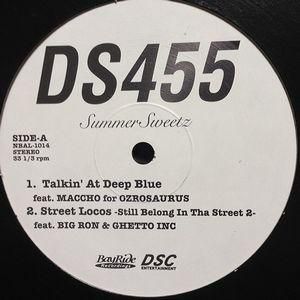 DS455
Summer Sweetz
SIDE-A
NBAL-1014
STEREO
33 1/3 rpm
1. Talkin' At Deep Blue
feat. MACCHO for OZROSAURUS
2. Street Locos -Still Belong In Tha Street 2-
feat. BIG RON & GHETTO INC
BayRide
Recordings
DSC
ENTERTAINMENT